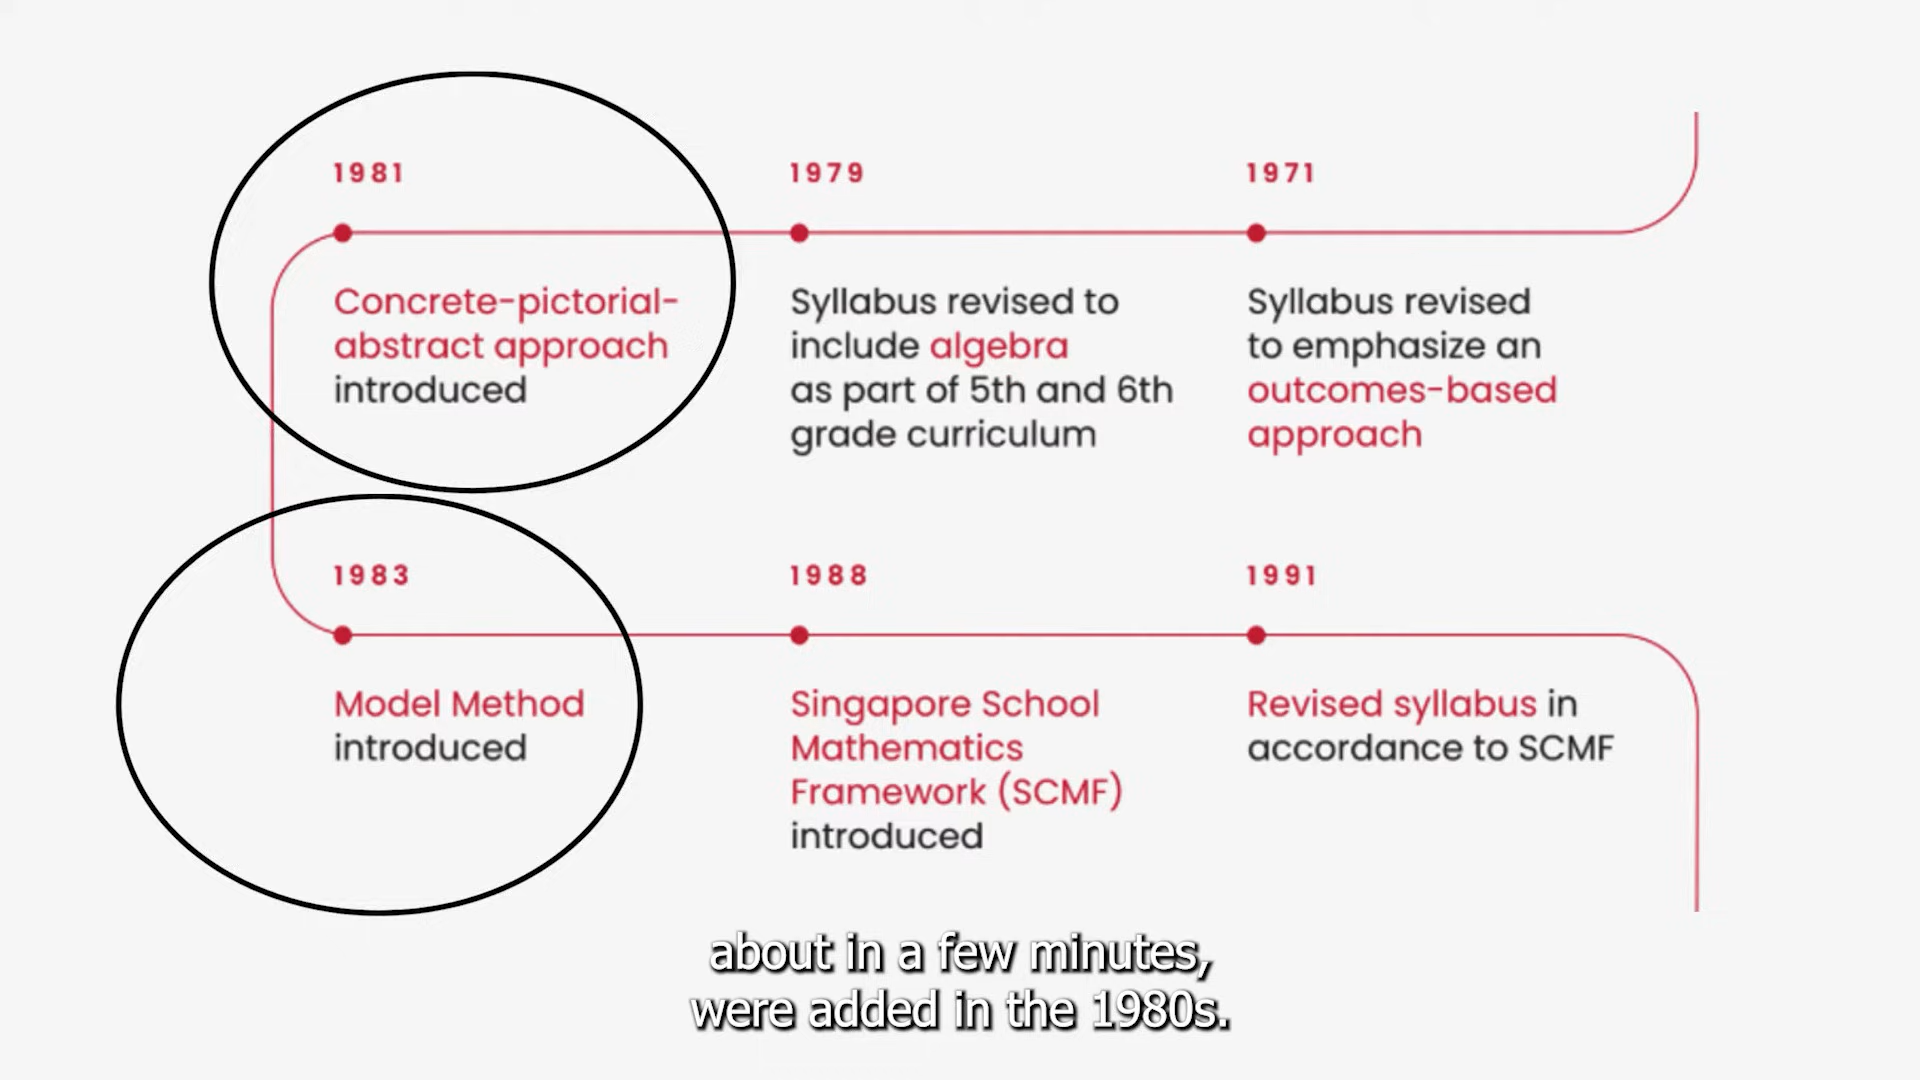 1981
Concrete-pictorial-
abstract approach
introduced
1979
Syllabus revised to
include algebra
as part of 5th and 6th
grade curriculum
1971
Syllabus revised
to emphasize an
outcomes-based
approach
1983
Model Method
introduced
1988
Singapore School
Mathematics
Framework (SCMF)
introduced
1991
Revised syllabus in
accordance to SCMF
about in a few minutes,
were added in the 1980s.